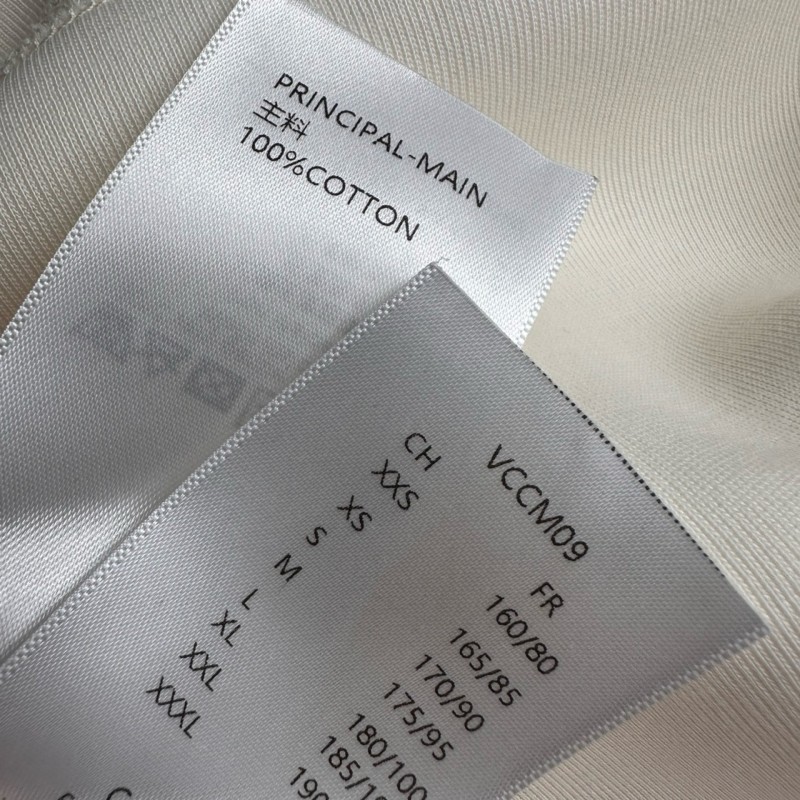 PRINCIPAL-MAIN
主料
100%COTTON
VCCM09
CH FR
XXS 160/80
XS 165/85
S 170/90
M 175/95
L 180/100
XL
XXL
XXXL